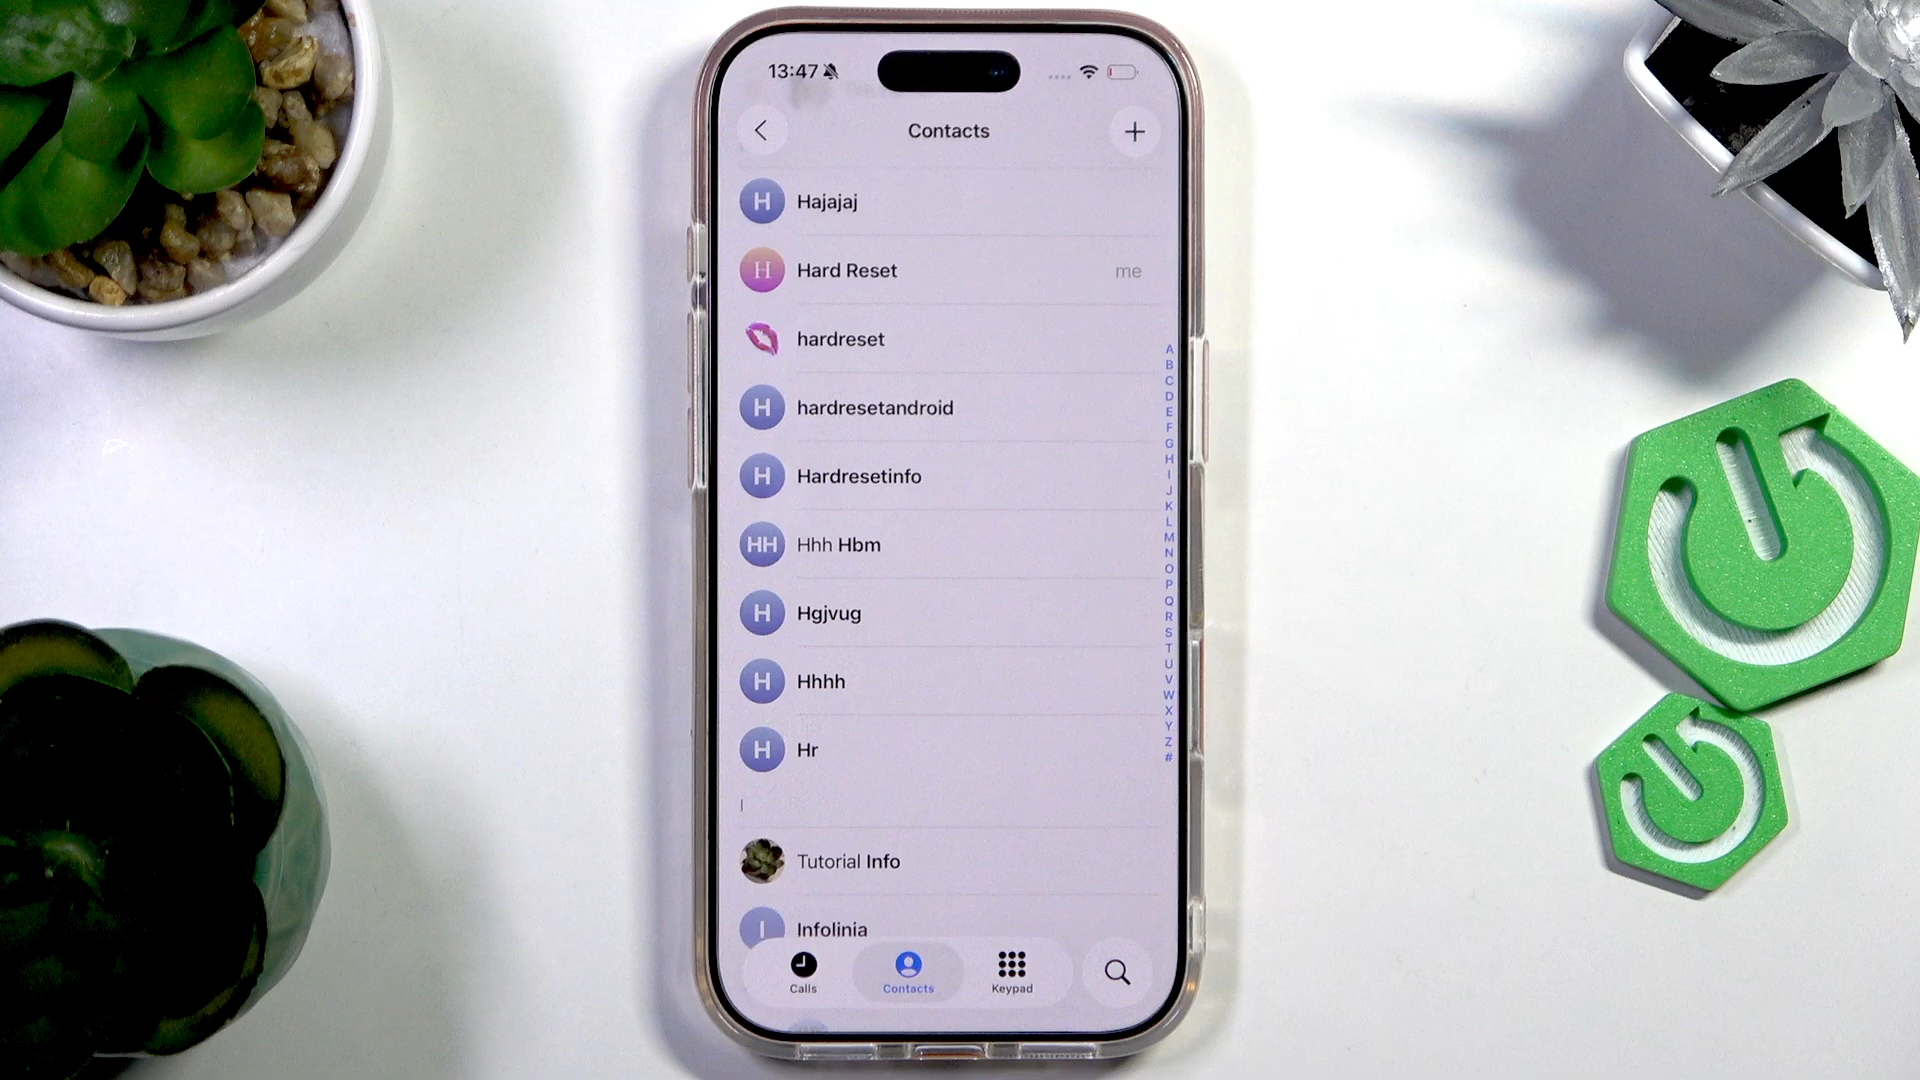 13:47
Contacts
H Hajajaj
H Hard Reset me
hardreset
H hardresetandroid
H Hardresetinfo
HH Hhh Hbm
H Hgjvug
H Hhhh
H Hr
I
Tutorial Info
I Infolinia
A
B
C
D
E
F
G
H
I
J
K
L
M
N
O
P
Q
R
S
T
U
V
W
X
Y
Z
#
Calls
Contacts
Keypad